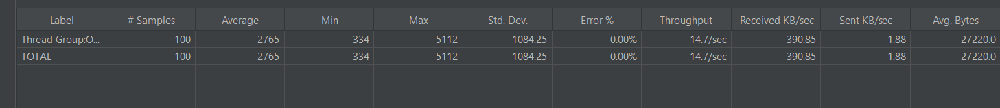 Label # Samples Average Min Max Std. Dev. Error % Throughput Received KB/sec Sent KB/sec Avg. Bytes
Thread Group:O... 100 2765 334 5112 1084.25 0.00% 14.7/sec 390.85 1.88 27220.0
TOTAL 100 2765 334 5112 1084.25 0.00% 14.7/sec 390.85 1.88 27220.0